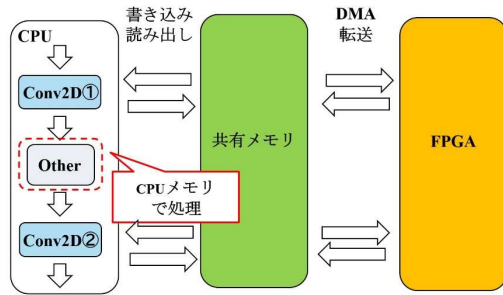 CPU
書き込み
読み出し
DMA
転送
Conv2D①
Other
共有メモリ
FPGA
CPUメモリ
で処理
Conv2D②